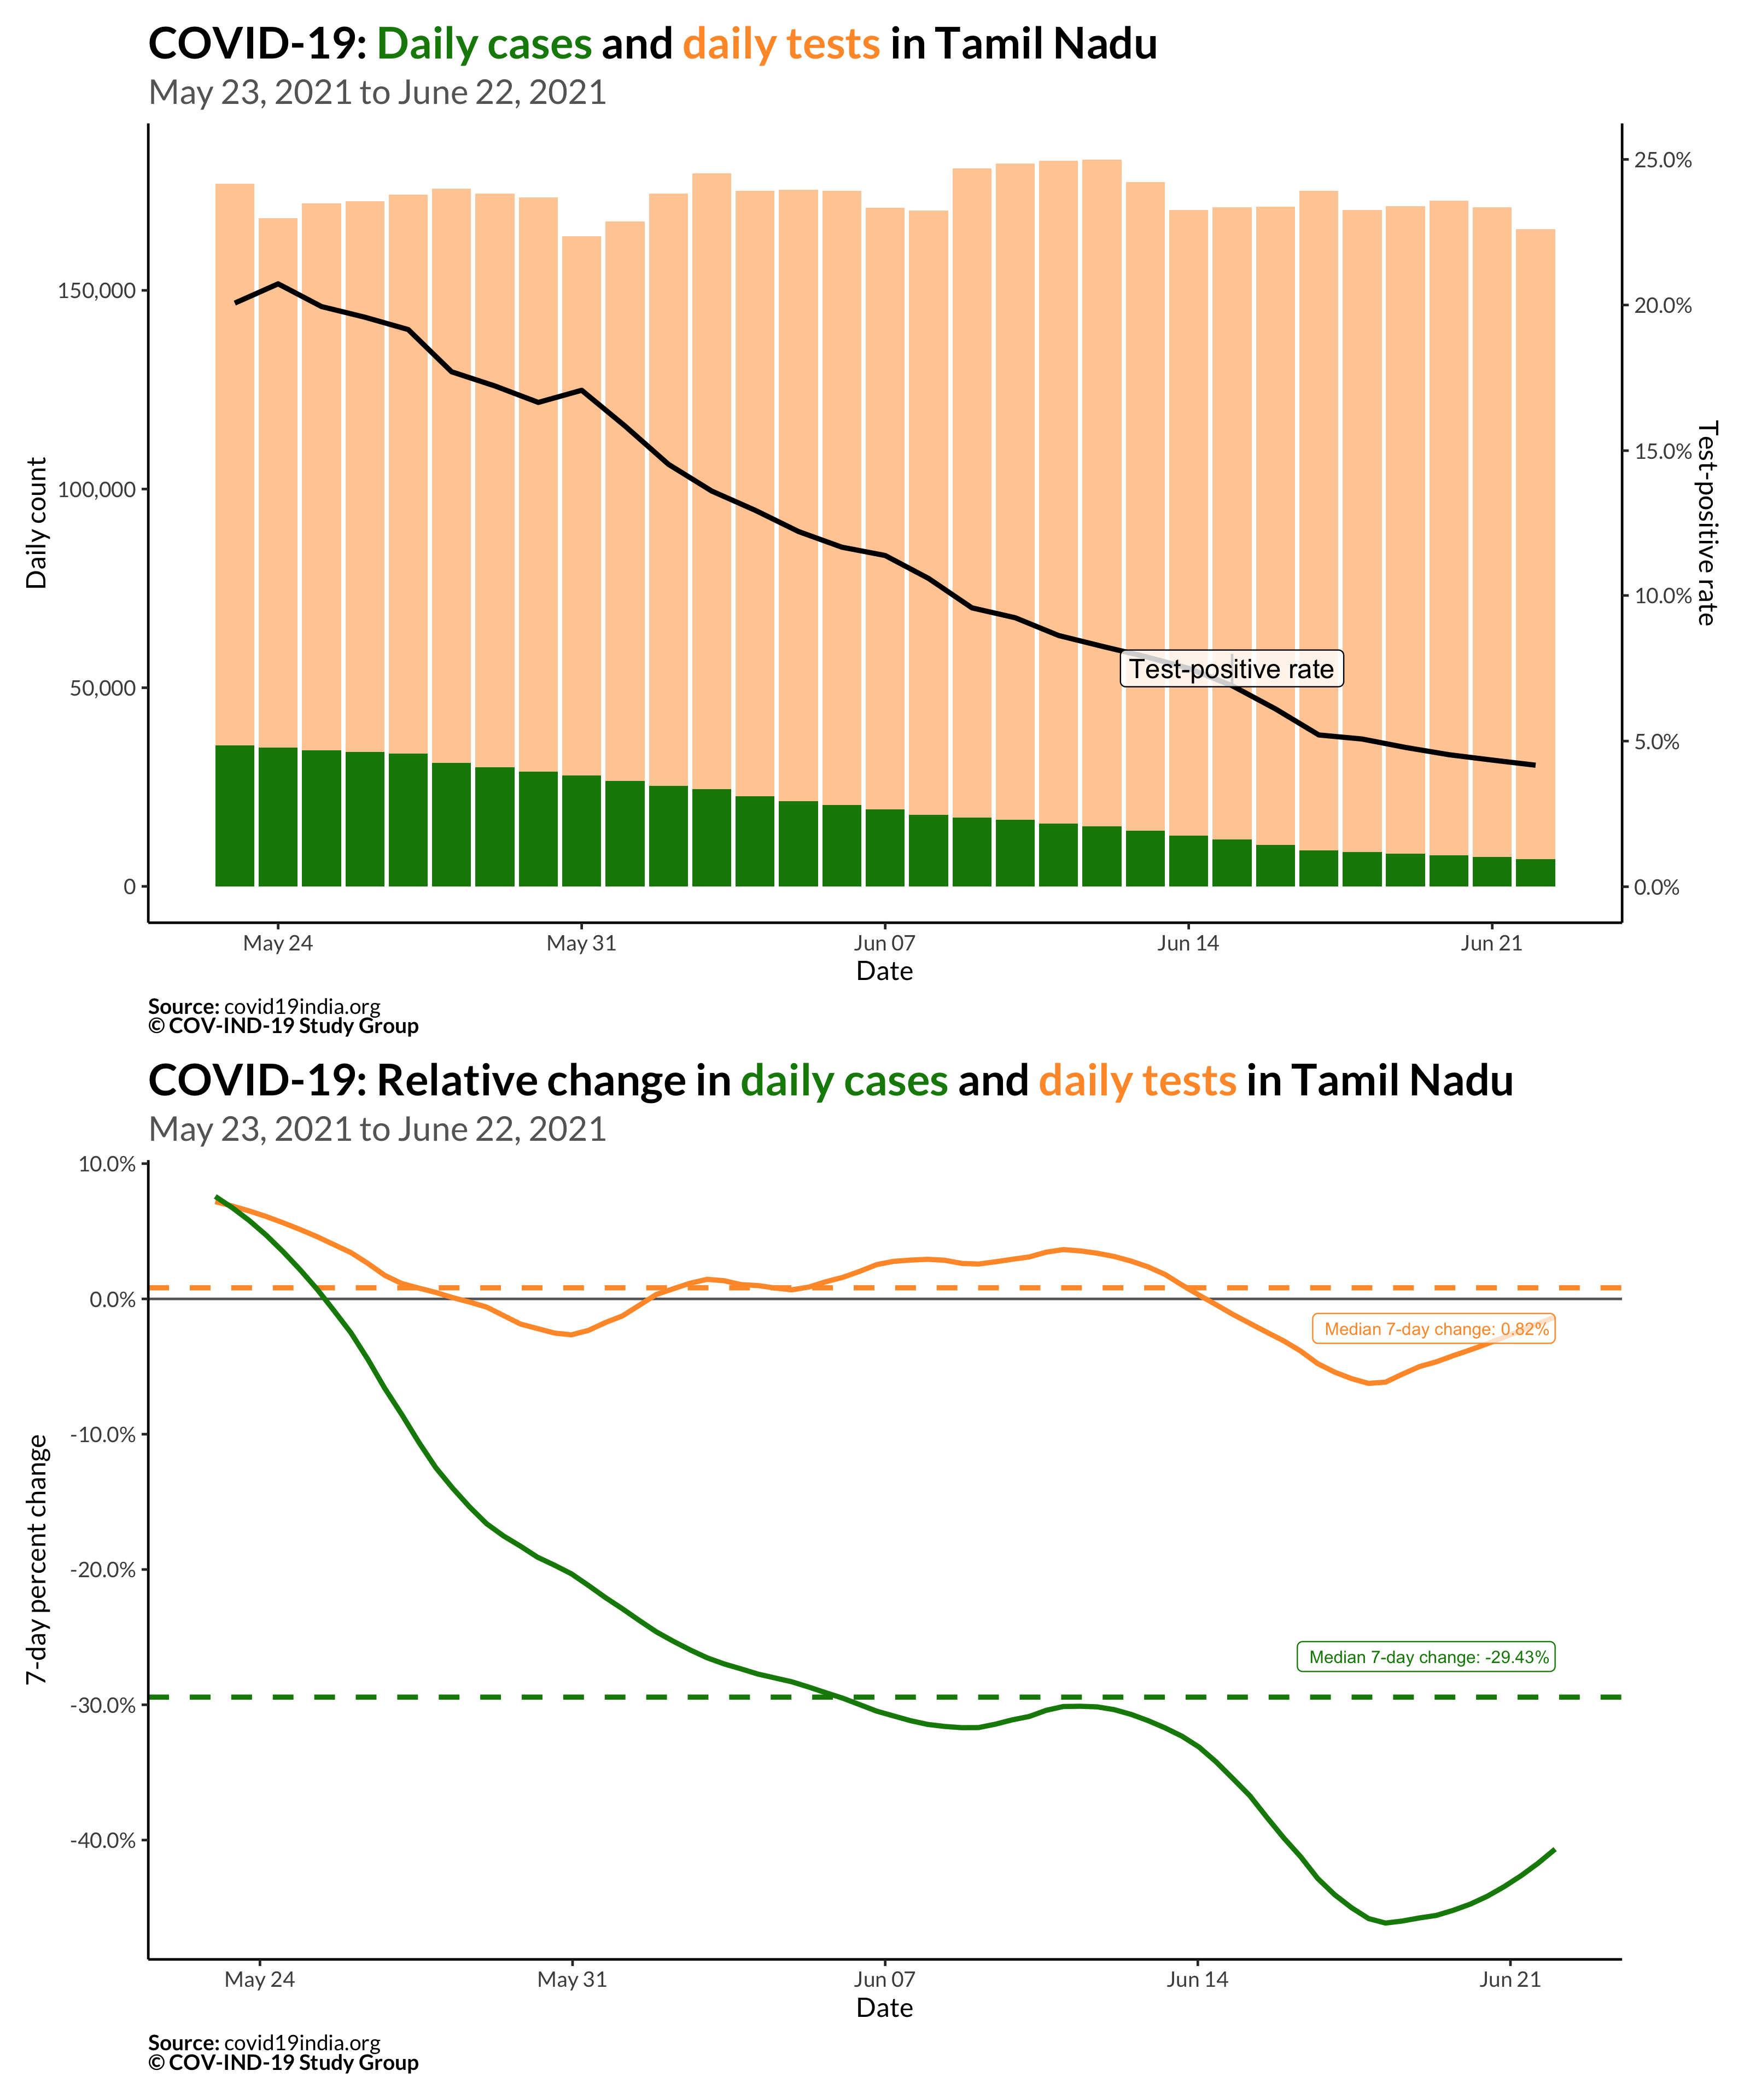 COVID-19: Daily cases and daily tests in Tamil Nadu
May 23, 2021 to June 22, 2021
25.0%
20.0%
15.0%
10.0%
5.0%
0.0%
150,000
100,000
50,000
0
Daily count
Test-positive rate
Test-positive rate
May 24
May 31
Jun 07
Jun 14
Jun 21
Date
Source: covid19india.org
© COV-IND-19 Study Group
COVID-19: Relative change in daily cases and daily tests in Tamil Nadu
May 23, 2021 to June 22, 2021
10.0%
0.0%
-10.0%
-20.0%
-30.0%
-40.0%
7-day percent change
Median 7-day change: 0.82%
Median 7-day change: -29.43%
May 24
May 31
Jun 07
Jun 14
Jun 21
Date
Source: covid19india.org
© COV-IND-19 Study Group